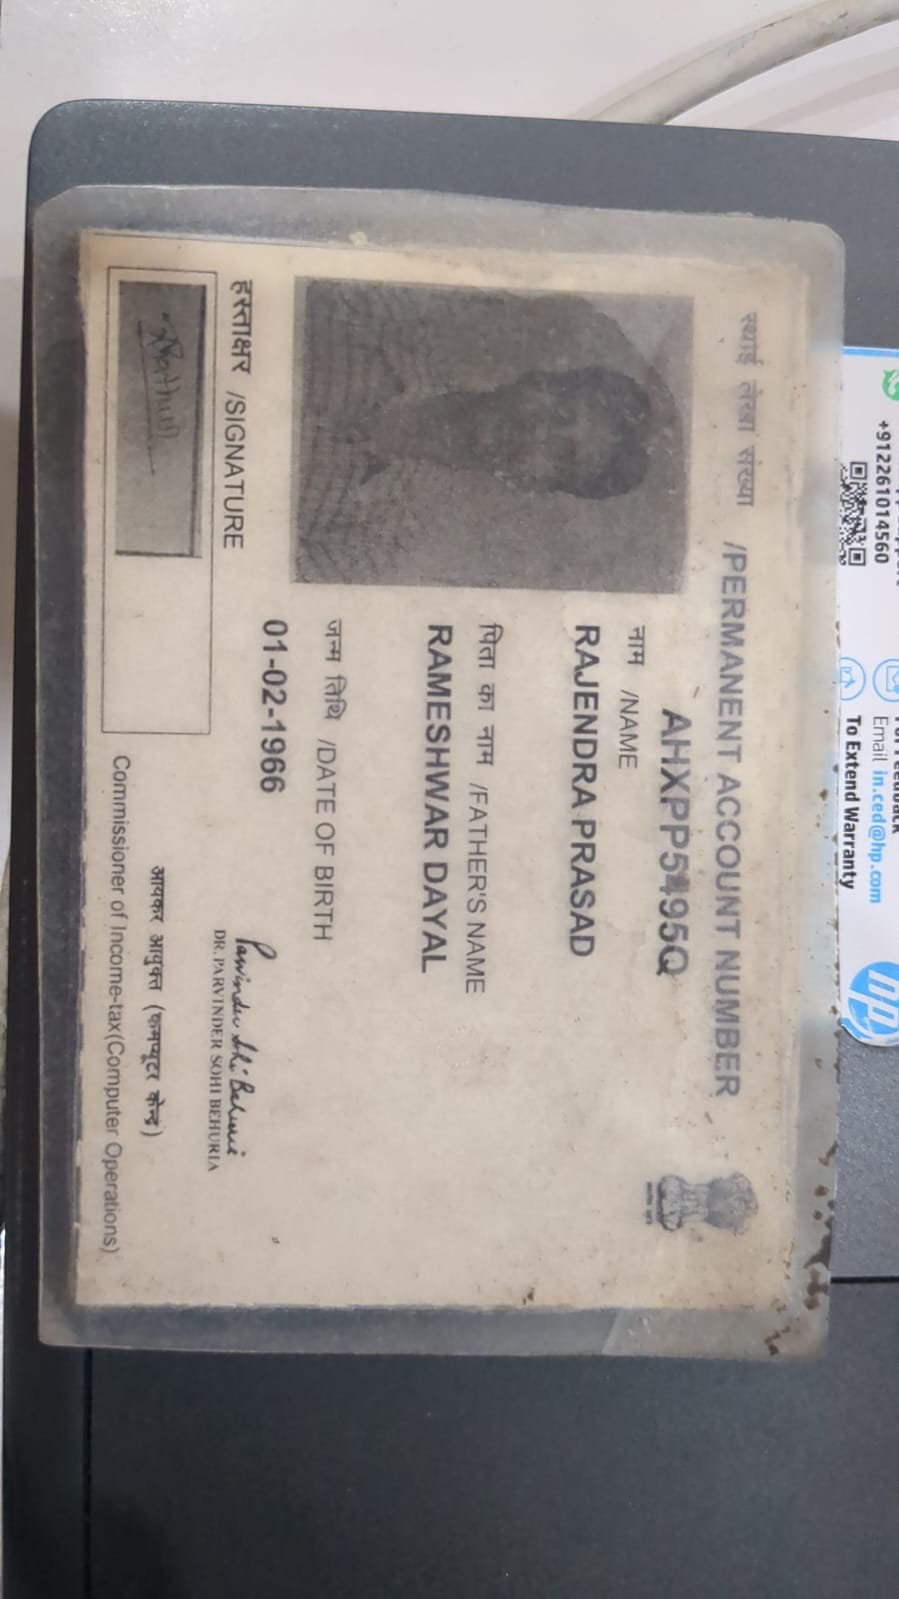 स्थाई लेखा संख्या /PERMANENT ACCOUNT NUMBER
AHXPP5495Q
नाम /NAME
RAJENDRA PRASAD
पिता का नाम /FATHER'S NAME
RAMESHWAR DAYAL
जन्म तिथि /DATE OF BIRTH
01-02-1966
हस्ताक्षर /SIGNATURE
DR. PARVINDER SOHI BEHURIA
आयकर आयुक्त (कम्प्यूटर केन्द्र)
Commissioner of Income-tax(Computer Operations)
+912261014560
Email in.ced@hp.com
To Extend Warranty
hp